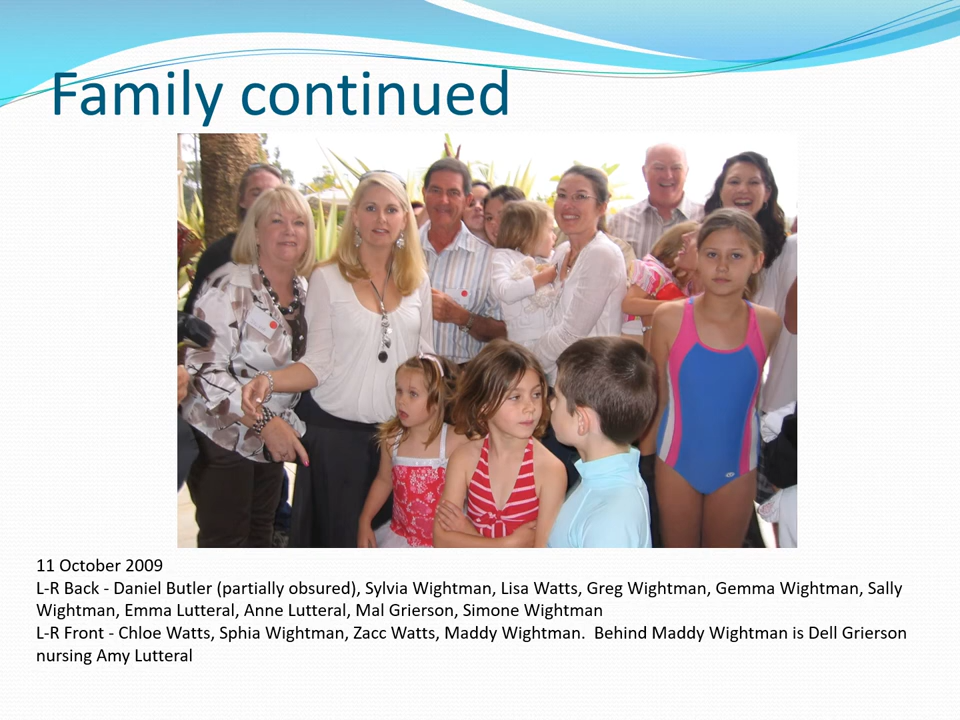 Family continued
11 October 2009
L-R Back - Daniel Butler (partially obsured), Sylvia Wightman, Lisa Watts, Greg Wightman, Gemma Wightman, Sally
Wightman, Emma Lutteral, Anne Lutteral, Mal Grierson, Simone Wightman
L-R Front - Chloe Watts, Sphia Wightman, Zacc Watts, Maddy Wightman.  Behind Maddy Wightman is Dell Grierson
nursing Amy Lutteral